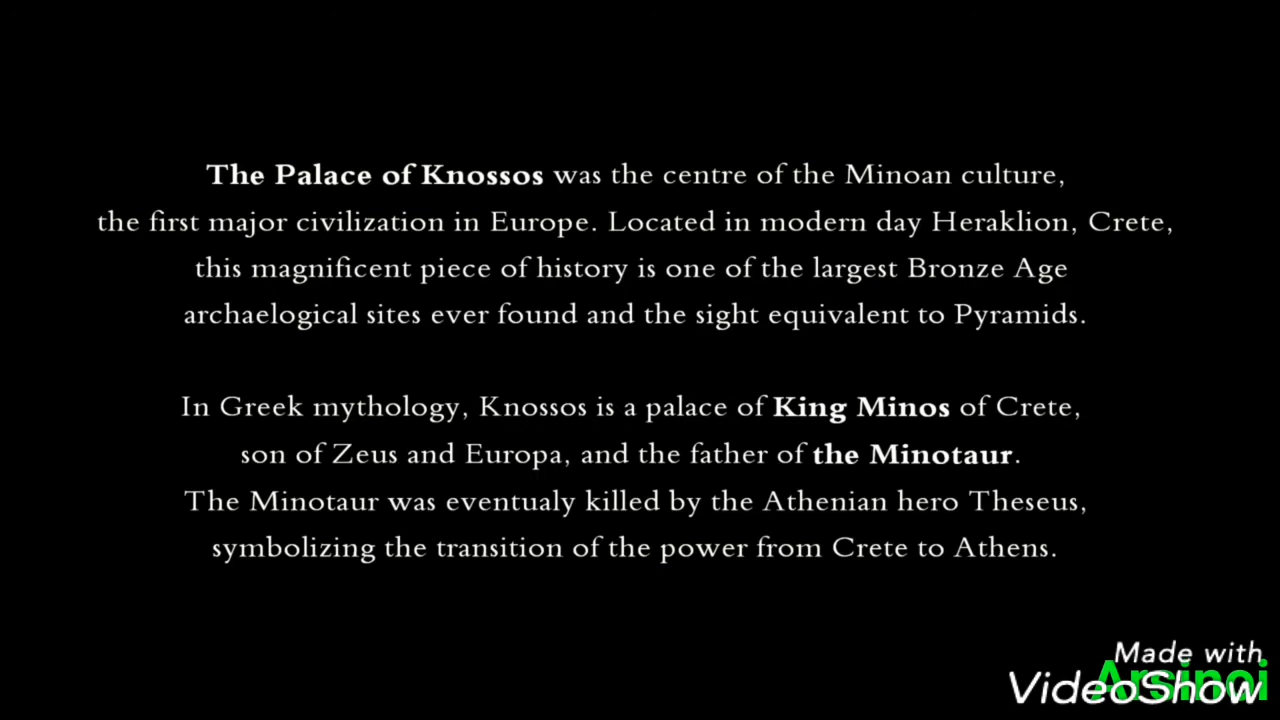 The Palace of Knossos was the centre of the Minoan culture,
the first major civilization in Europe. Located in modern day Heraklion, Crete,
this magnificent piece of history is one of the largest Bronze Age
archaelogical sites ever found and the sight equivalent to Pyramids.
In Greek mythology, Knossos is a palace of King Minos of Crete,
son of Zeus and Europa, and the father of the Minotaur.
The Minotaur was eventualy killed by the Athenian hero Theseus,
symbolizing the transition of the power from Crete to Athens.
Made with
VideoShow
Arsinoi